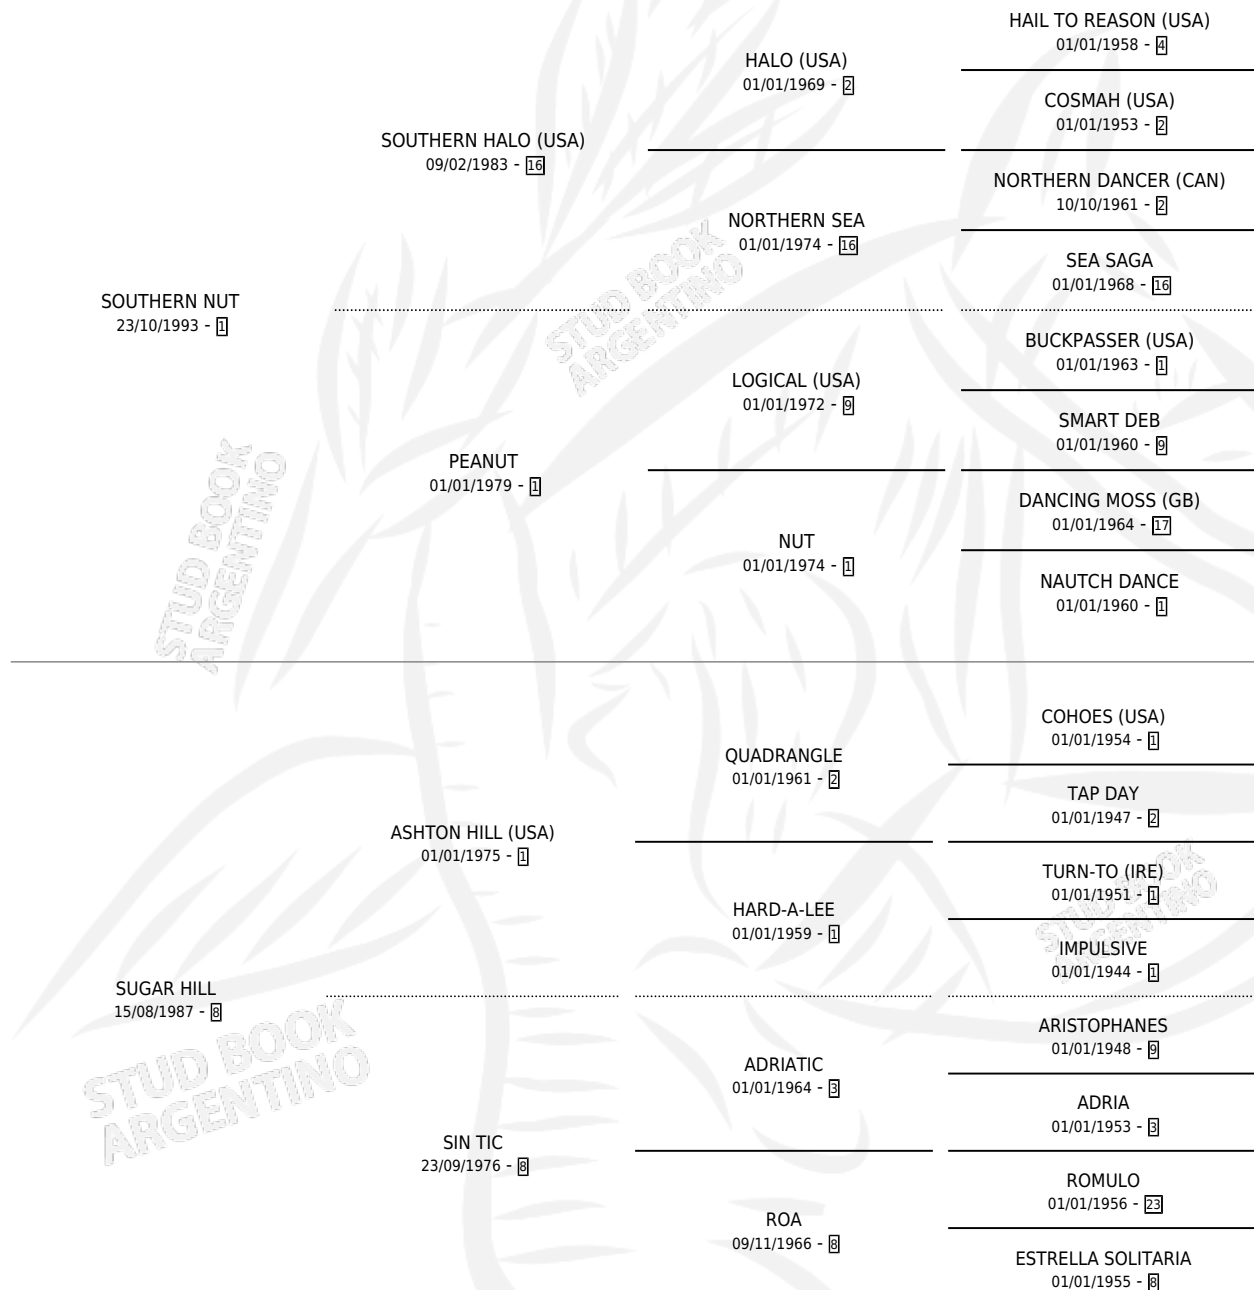 HAIL TO REASON (USA)
01/01/1958 - 4
HALO (USA)
01/01/1969 - 2
COSMAH (USA)
01/01/1953 - 2
SOUTHERN HALO (USA)
09/02/1983 - 16
NORTHERN DANCER (CAN)
10/10/1961 - 2
NORTHERN SEA
01/01/1974 - 16
SEA SAGA
01/01/1968 - 16
SOUTHERN NUT
23/10/1993 - 1
STUD BOOK
ARGENTINO
BUCKPASSER (USA)
01/01/1963 - 1
LOGICAL (USA)
01/01/1972 - 9
SMART DEB
01/01/1960 - 9
PEANUT
01/01/1979 - 1
DANCING MOSS (GB)
01/01/1964 - 17
NUT
01/01/1974 - 1
NAUTCH DANCE
01/01/1960 - 1
STUD BOOK
ARGENTINO
COHOES (USA)
01/01/1954 - 1
QUADRANGLE
01/01/1961 - 2
TAP DAY
01/01/1947 - 2
ASHTON HILL (USA)
01/01/1975 - 1
TURN-TO (IRE)
01/01/1951 - 1
HARD-A-LEE
01/01/1959 - 1
STUD BOOK
ARGENTINO
IMPULSIVE
01/01/1944 - 1
SUGAR HILL
15/08/1987 - 8
ARISTOPHANES
01/01/1948 - 9
ADRIATIC
01/01/1964 - 3
STUD BOOK
ARGENTINO
ADRIA
01/01/1953 - 3
SIN TIC
23/09/1976 - 8
ROMULO
01/01/1956 - 23
ROA
09/11/1966 - 8
ESTRELLA SOLITARIA
01/01/1955 - 8